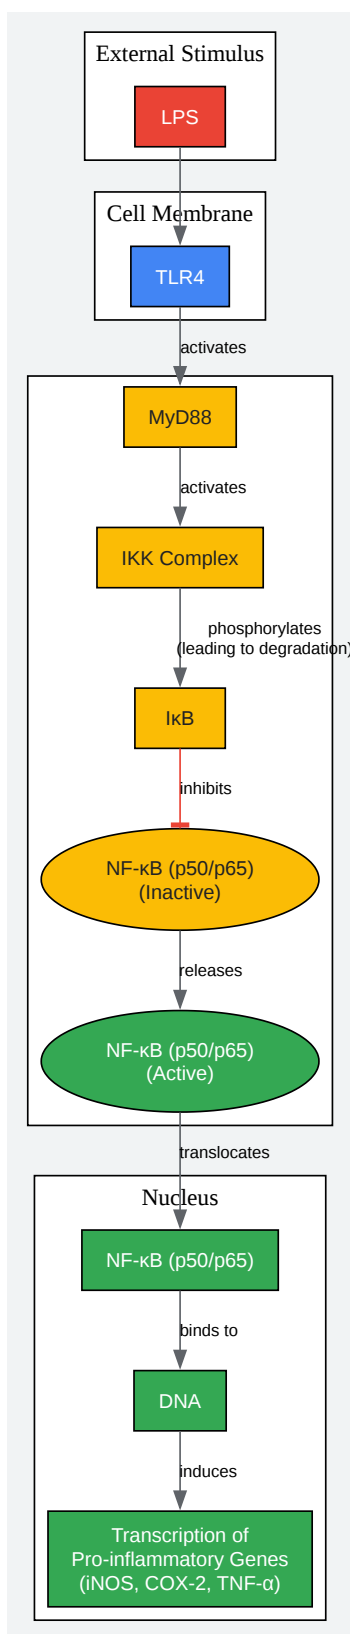 External Stimulus
LPS
Cell Membrane
TLR4
activates
MyD88
activates
IKK Complex
phosphorylates
(leading to degradation)
IκB
inhibits
NF-κB (p50/p65)
(Inactive)
releases
NF-κB (p50/p65)
(Active)
translocates
Nucleus
NF-κB (p50/p65)
binds to
DNA
induces
Transcription of
Pro-inflammatory Genes
(iNOS, COX-2, TNF-α)